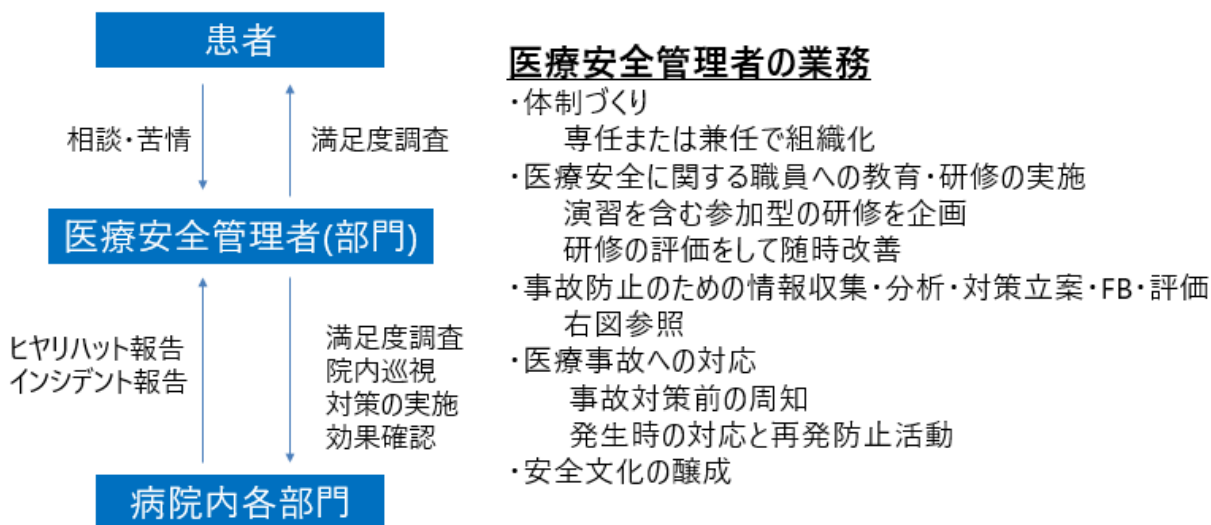 患者
相談・苦情
満足度調査
医療安全管理者(部門)
ヒヤリハット報告
インシデント報告
満足度調査
院内巡視
対策の実施
効果確認
病院内各部門
医療安全管理者の業務
・体制づくり
専任または兼任で組織化
・医療安全に関する職員への教育・研修の実施
演習を含む参加型の研修を企画
研修の評価をして随時改善
・事故防止のための情報収集・分析・対策立案・FB・評価
右図参照
・医療事故への対応
事故対策前の周知
発生時の対応と再発防止活動
・安全文化の醸成